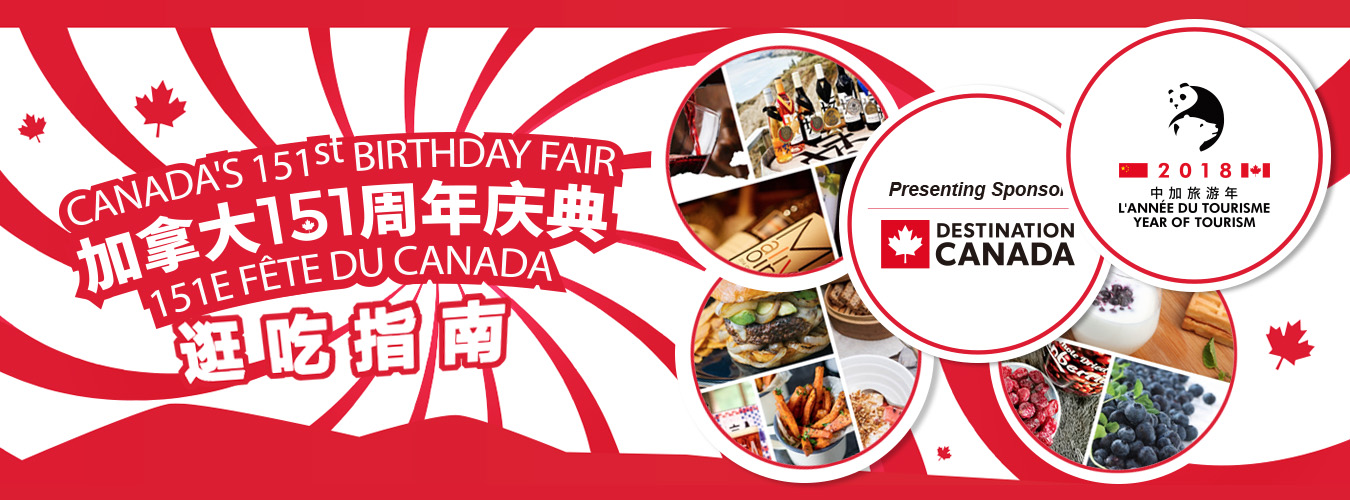 CANADA'S 151st BIRTHDAY FAIR
加拿大151周年庆典
151E FÊTE DU CANADA
逛吃指南
Presenting Sponsor
DESTINATION
CANADA
2018
中加旅游年
L'ANNÉE DU TOURISME
YEAR OF TOURISM